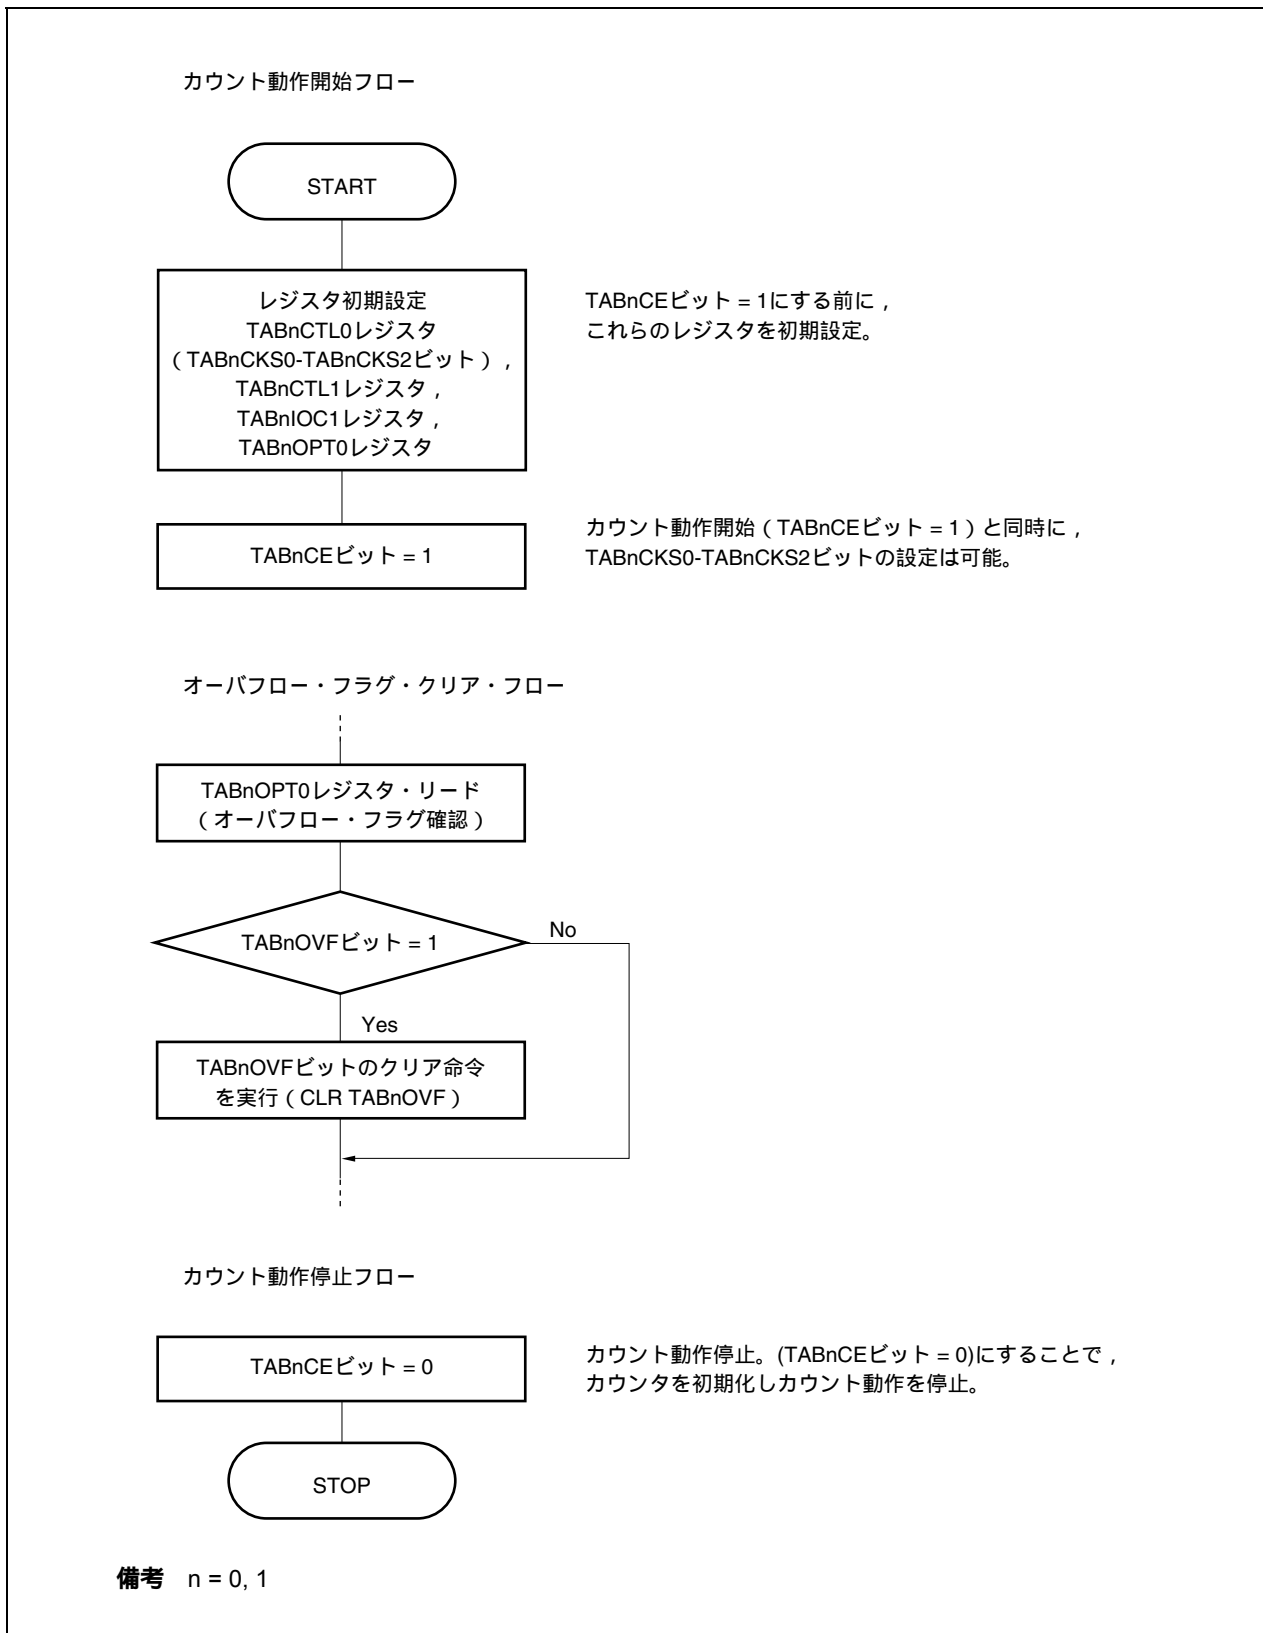 カウント動作開始フロー
START
レジスタ初期設定
TABnCTL0レジスタ
（TABnCKS0-TABnCKS2ビット），
TABnCTL1レジスタ，
TABnIOC1レジスタ，
TABnOPT0レジスタ
TABnCEビット = 1にする前に，
これらのレジスタを初期設定。
TABnCEビット = 1
カウント動作開始（TABnCEビット = 1）と同時に，
TABnCKS0-TABnCKS2ビットの設定は可能。
オーバフロー・フラグ・クリア・フロー
TABnOPT0レジスタ・リード
（オーバフロー・フラグ確認）
TABnOVFビット = 1
No
Yes
TABnOVFビットのクリア命令
を実行（CLR TABnOVF）
カウント動作停止フロー
TABnCEビット = 0
カウント動作停止。(TABnCEビット = 0)にすることで，
カウンタを初期化しカウント動作を停止。
STOP
備考 n = 0, 1